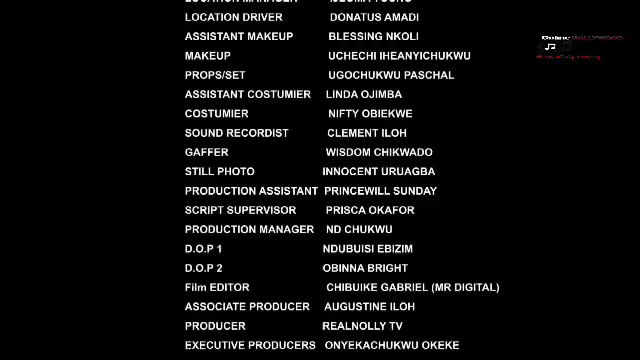 LOCATION DRIVER DONATUS AMADI
ASSISTANT MAKEUP BLESSING NKOLI
MAKEUP UCHECHI IHEANYICHUKWU
PROPS/SET UGOCHUKWU PASCHAL
ASSISTANT COSTUMIER LINDA OJIMBA
COSTUMIER NIFTY OBIEKWE
SOUND RECORDIST CLEMENT ILOH
GAFFER WISDOM CHIKWADO
STILL PHOTO INNOCENT URUAGBA
PRODUCTION ASSISTANT PRINCEWILL SUNDAY
SCRIPT SUPERVISOR PRISCA OKAFOR
PRODUCTION MANAGER ND CHUKWU
D.O.P 1 NDUBUISI EBIZIM
D.O.P 2 OBINNA BRIGHT
Film EDITOR CHIBUIKE GABRIEL (MR DIGITAL)
ASSOCIATE PRODUCER AUGUSTINE ILOH
PRODUCER REALNOLLY TV
EXECUTIVE PRODUCERS ONYEKACHUKWU OKEKE
Online NOLLYWOOD